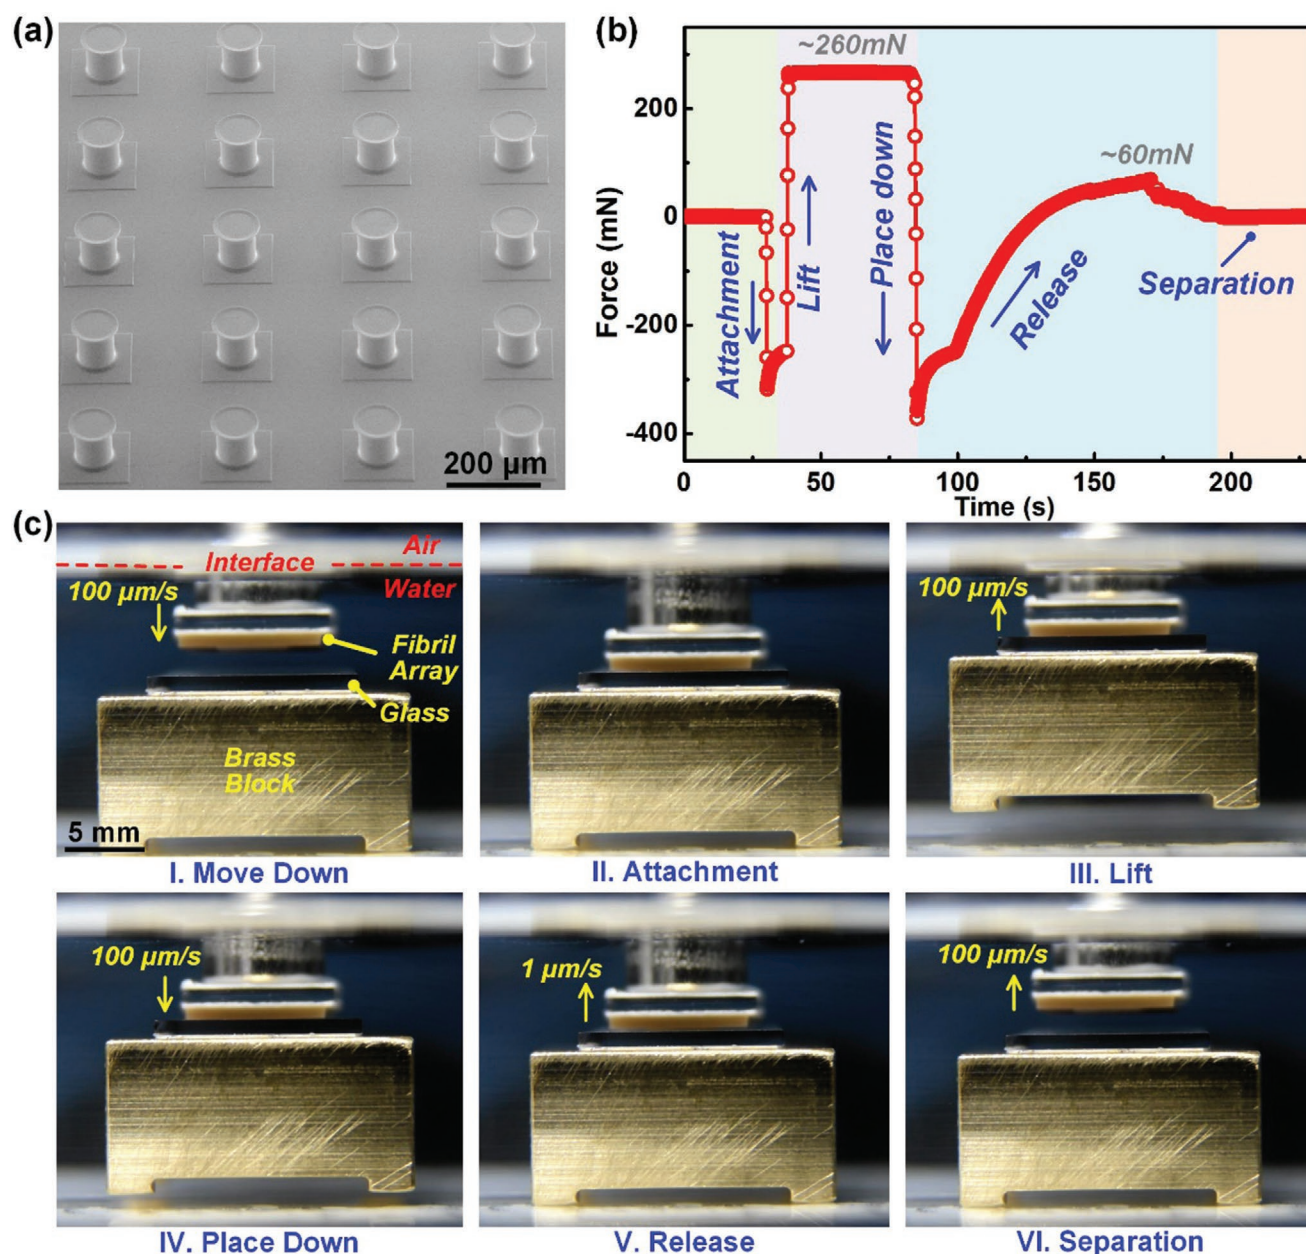 (a)
200 µm
(b)
~260mN
~60mN
Attachment
Lift
Place down
Release
Separation
Force (mN)
200
0
-200
-400
0
50
100
150
200
Time (s)
(c)
Air
Interface
Water
100 µm/s
Fibril
Array
Glass
Brass
Block
5 mm
I. Move Down
II. Attachment
100 µm/s
III. Lift
100 µm/s
IV. Place Down
1 µm/s
V. Release
100 µm/s
VI. Separation